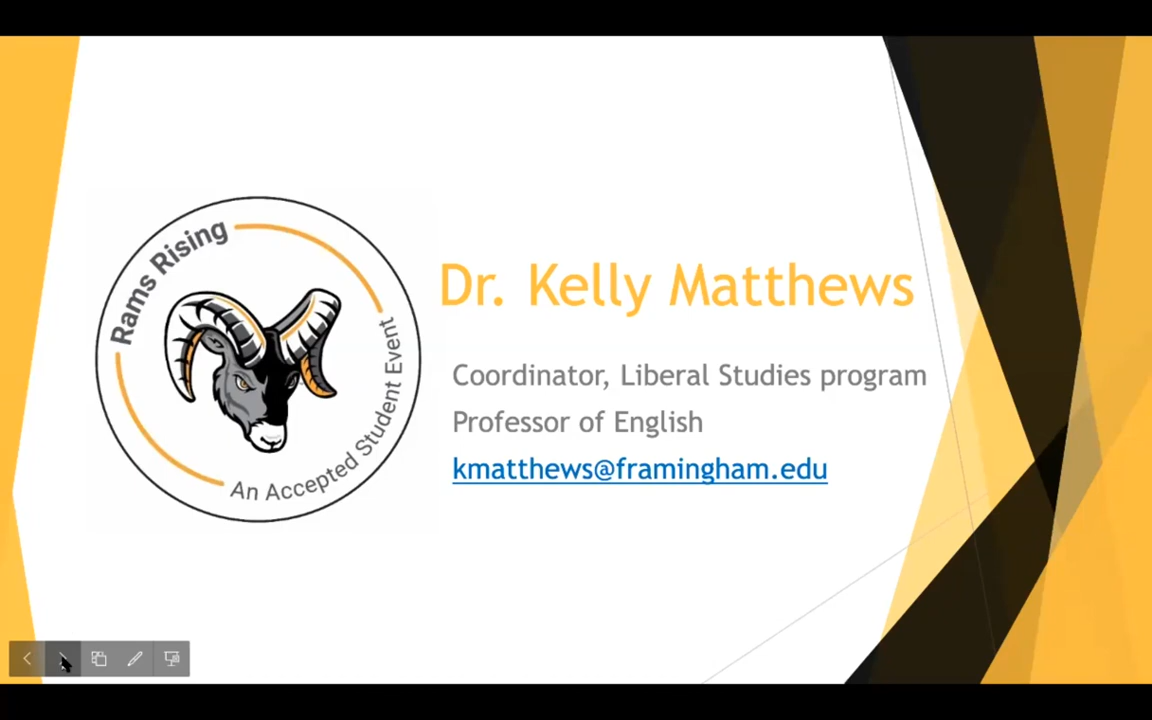 Rams Rising
An Accepted Student Event
Dr. Kelly Matthews
Coordinator, Liberal Studies program
Professor of English
kmatthews@framingham.edu